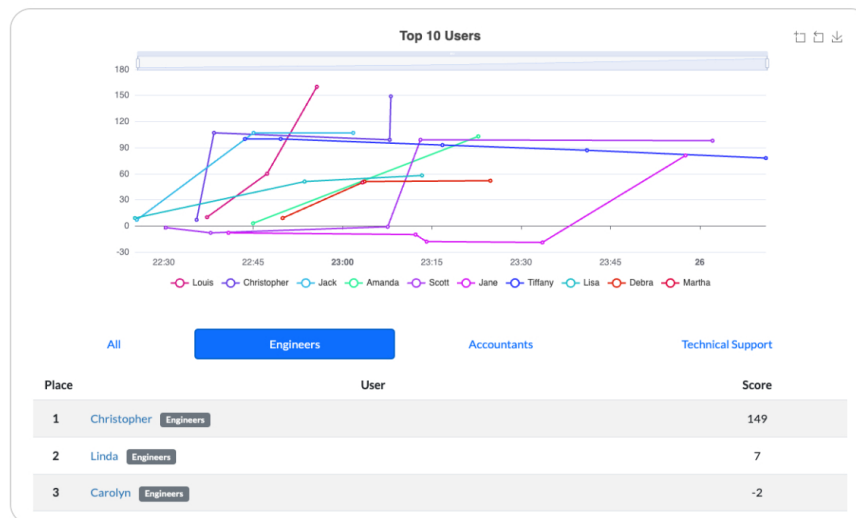 Top 10 Users
180
150
120
90
60
30
0
-30
22:30 22:45 23:00 23:15 23:30 23:45 26
Louis Christopher Jack Amanda Scott Jane Tiffany Lisa Debra Martha
All Engineers Accountants Technical Support
Place User Score
1 Christopher Engineers 149
2 Linda Engineers 7
3 Carolyn Engineers -2